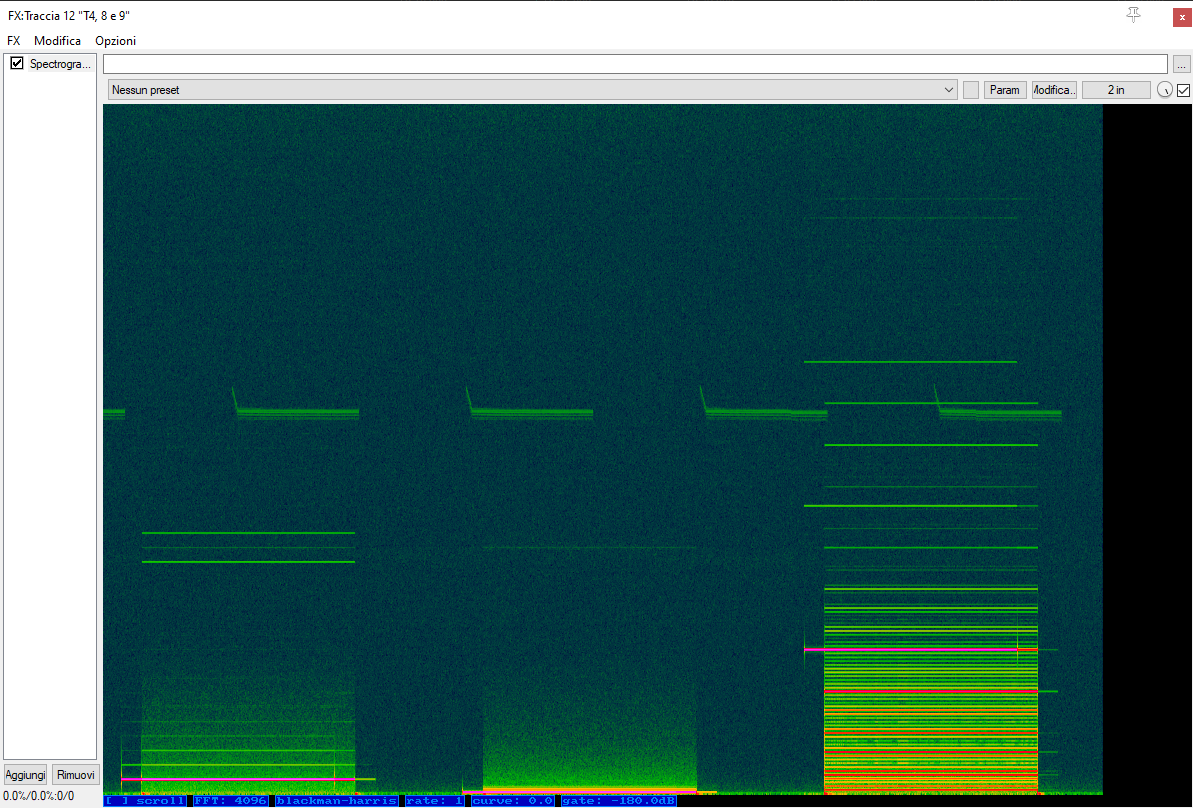 FX:Traccia 12 "T4, 8 e 9"
x
FX Modifica Opzioni
Spectrogra...
...
Nessun preset
Param
Modifica..
2 in
Aggiungi
Rimuovi
0.0%/0.0%:0/0
[ ] scroll FFT: 4096 blackman-harris rate: 1 curve: 0.0 gate: -180.0dB